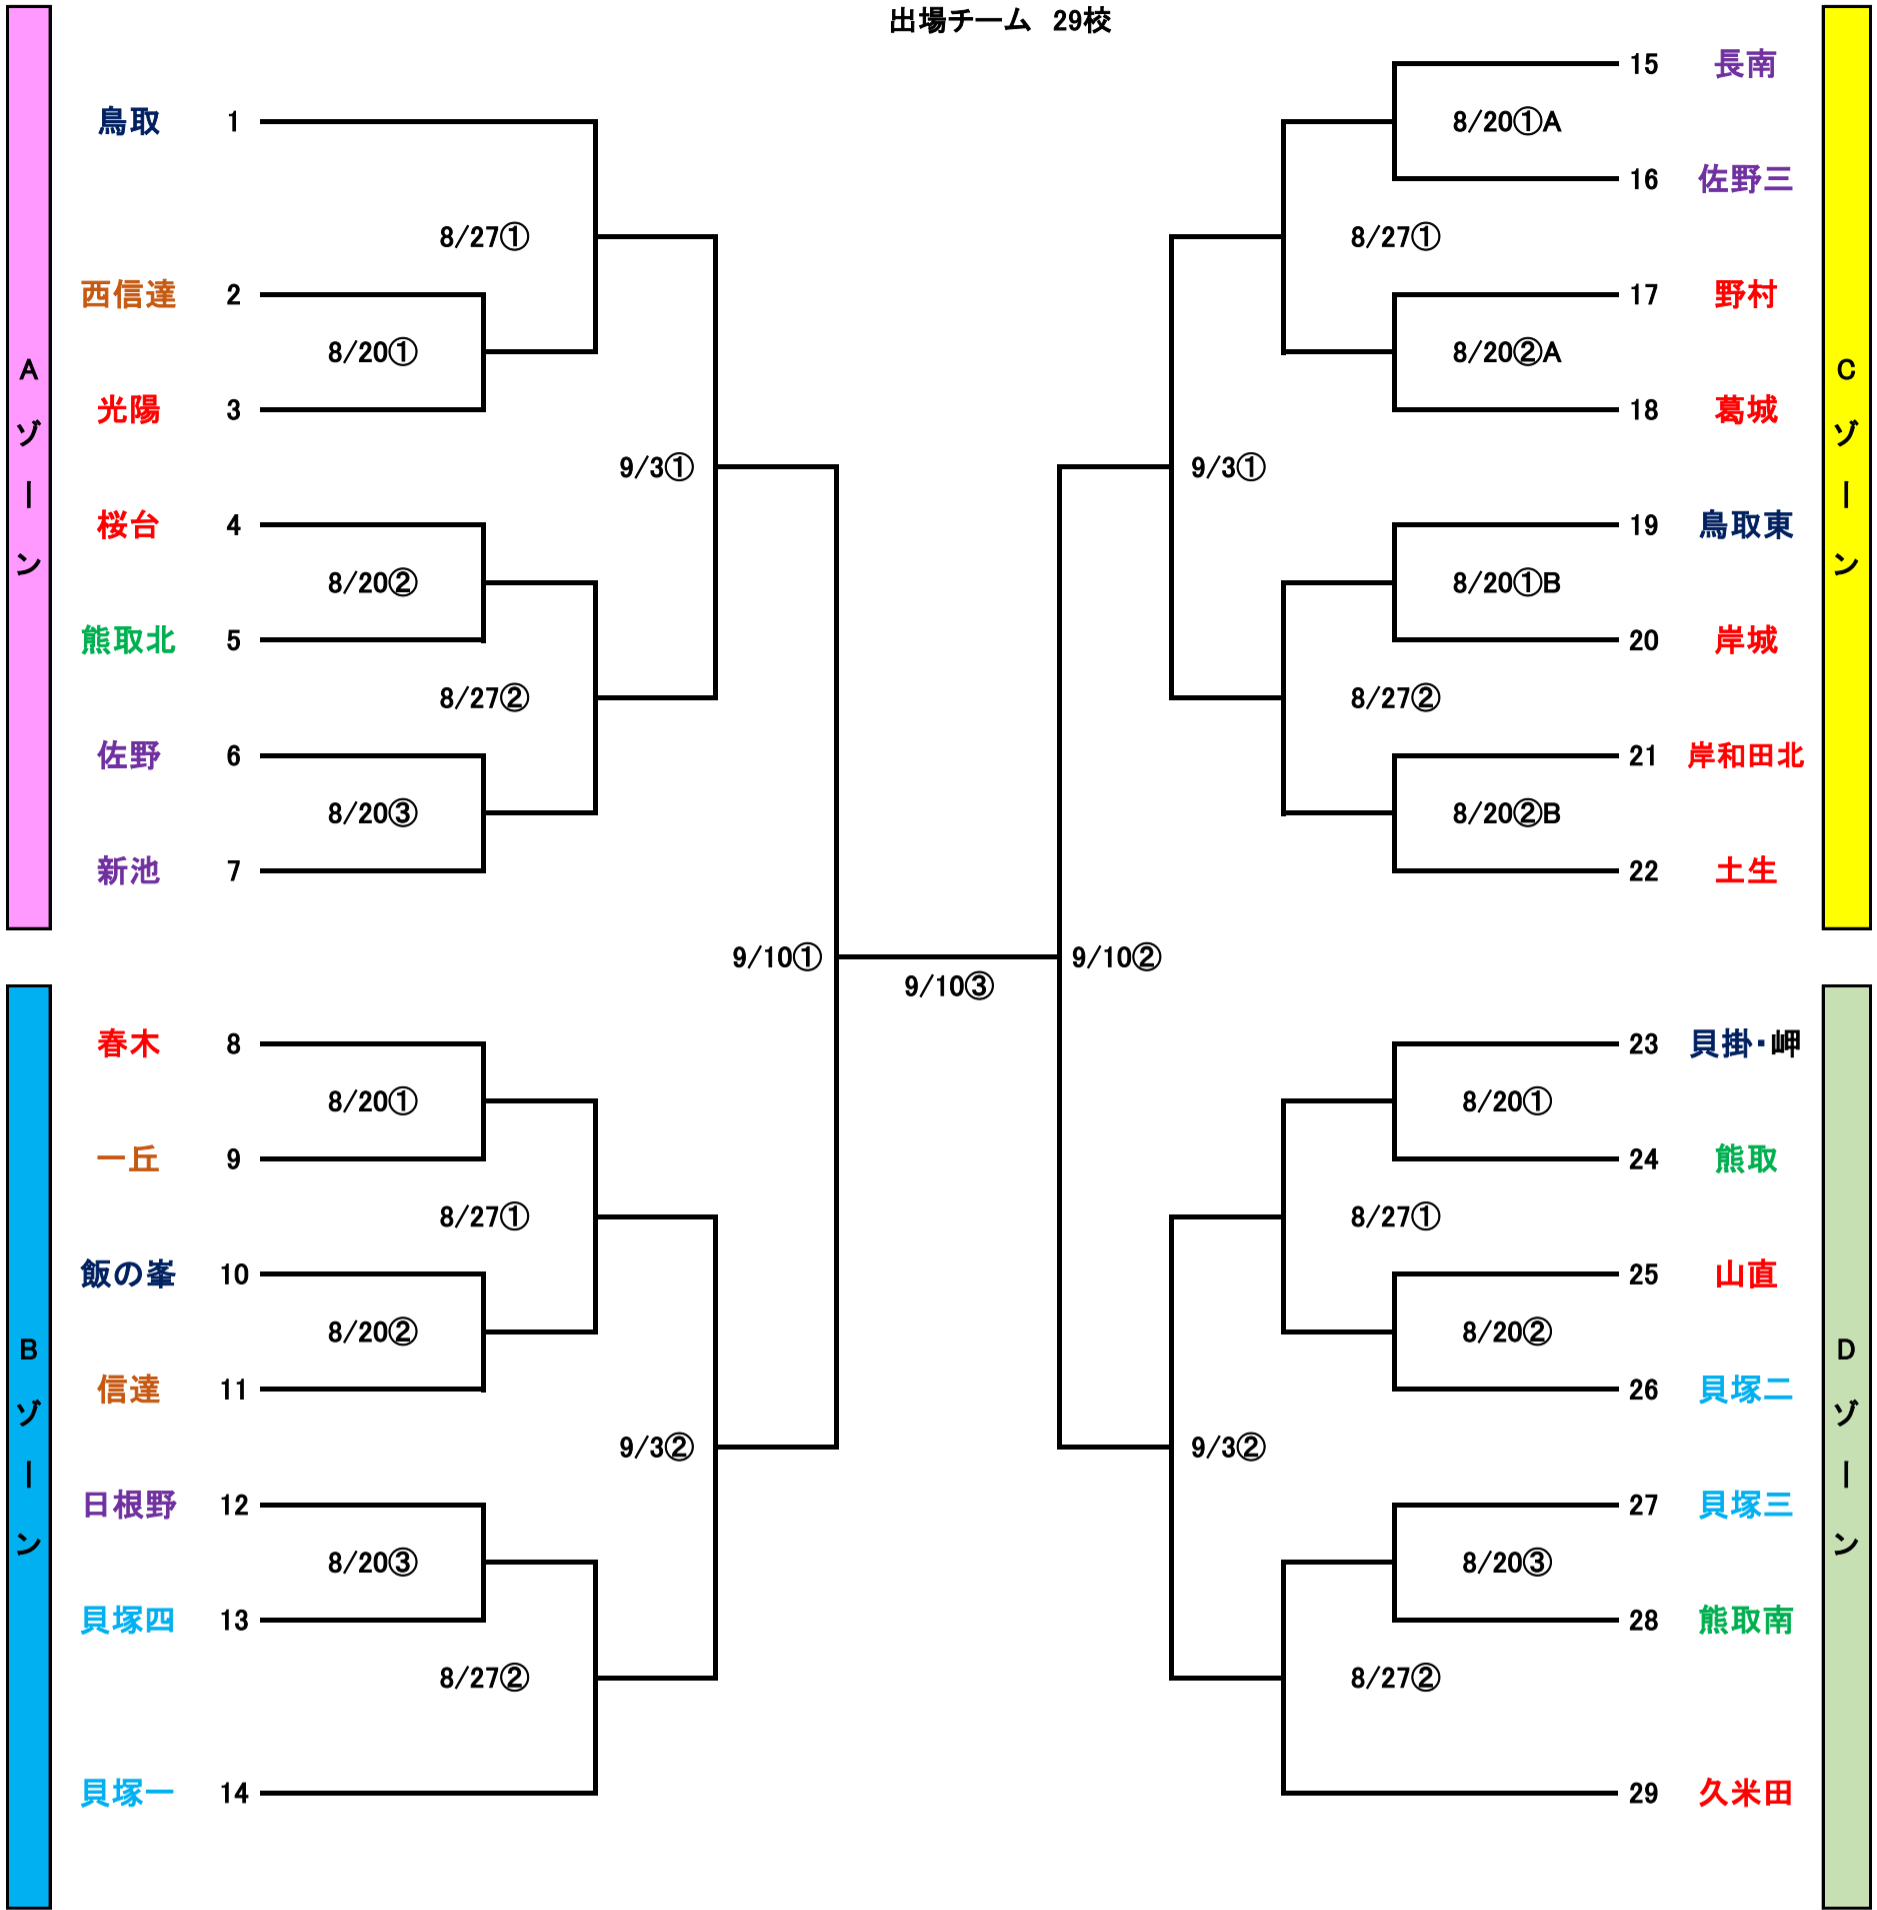 出場チーム 29校
Aゾーン
鳥取 1
8/27①
西信達 2
8/20①
光陽 3
9/3①
桜台 4
8/20②
熊取北 5
8/27②
佐野 6
8/20③
新池 7
9/10①
Bゾーン
春木 8
8/20①
一丘 9
8/27①
飯の峯 10
8/20②
信達 11
9/3②
日根野 12
8/20③
貝塚四 13
8/27②
貝塚一 14
9/10③
Cゾーン
15 長南
8/20①A
16 佐野三
8/27①
17 野村
8/20②A
18 葛城
9/3①
19 鳥取東
8/20①B
20 岸城
8/27②
21 岸和田北
8/20②B
22 土生
9/10②
Dゾーン
23 貝掛・岬
8/20①
24 熊取
8/27①
25 山直
8/20②
26 貝塚二
9/3②
27 貝塚三
8/20③
28 熊取南
8/27②
29 久米田